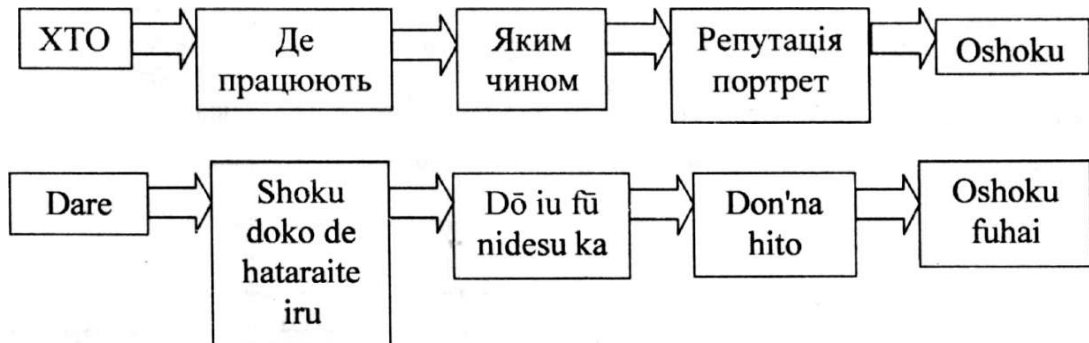 ХТО
Де
працюють
Яким
чином
Репутація
портрет
Oshoku
Dare
Shoku
doko de
hataraite
iru
Dō iu fū
nidesu ka
Don'na
hito
Oshoku
fuhai